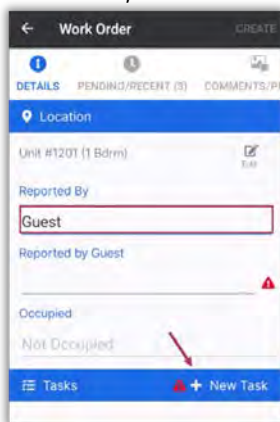 ← Work Order CREATE
DETAILS PENDING/RECENT (3) COMMENTS/P
Location
Unit #1201 (1 Bdrm)
Edit
Reported By
Guest
Reported by Guest
Occupied
Not Occupied
Tasks + New Task